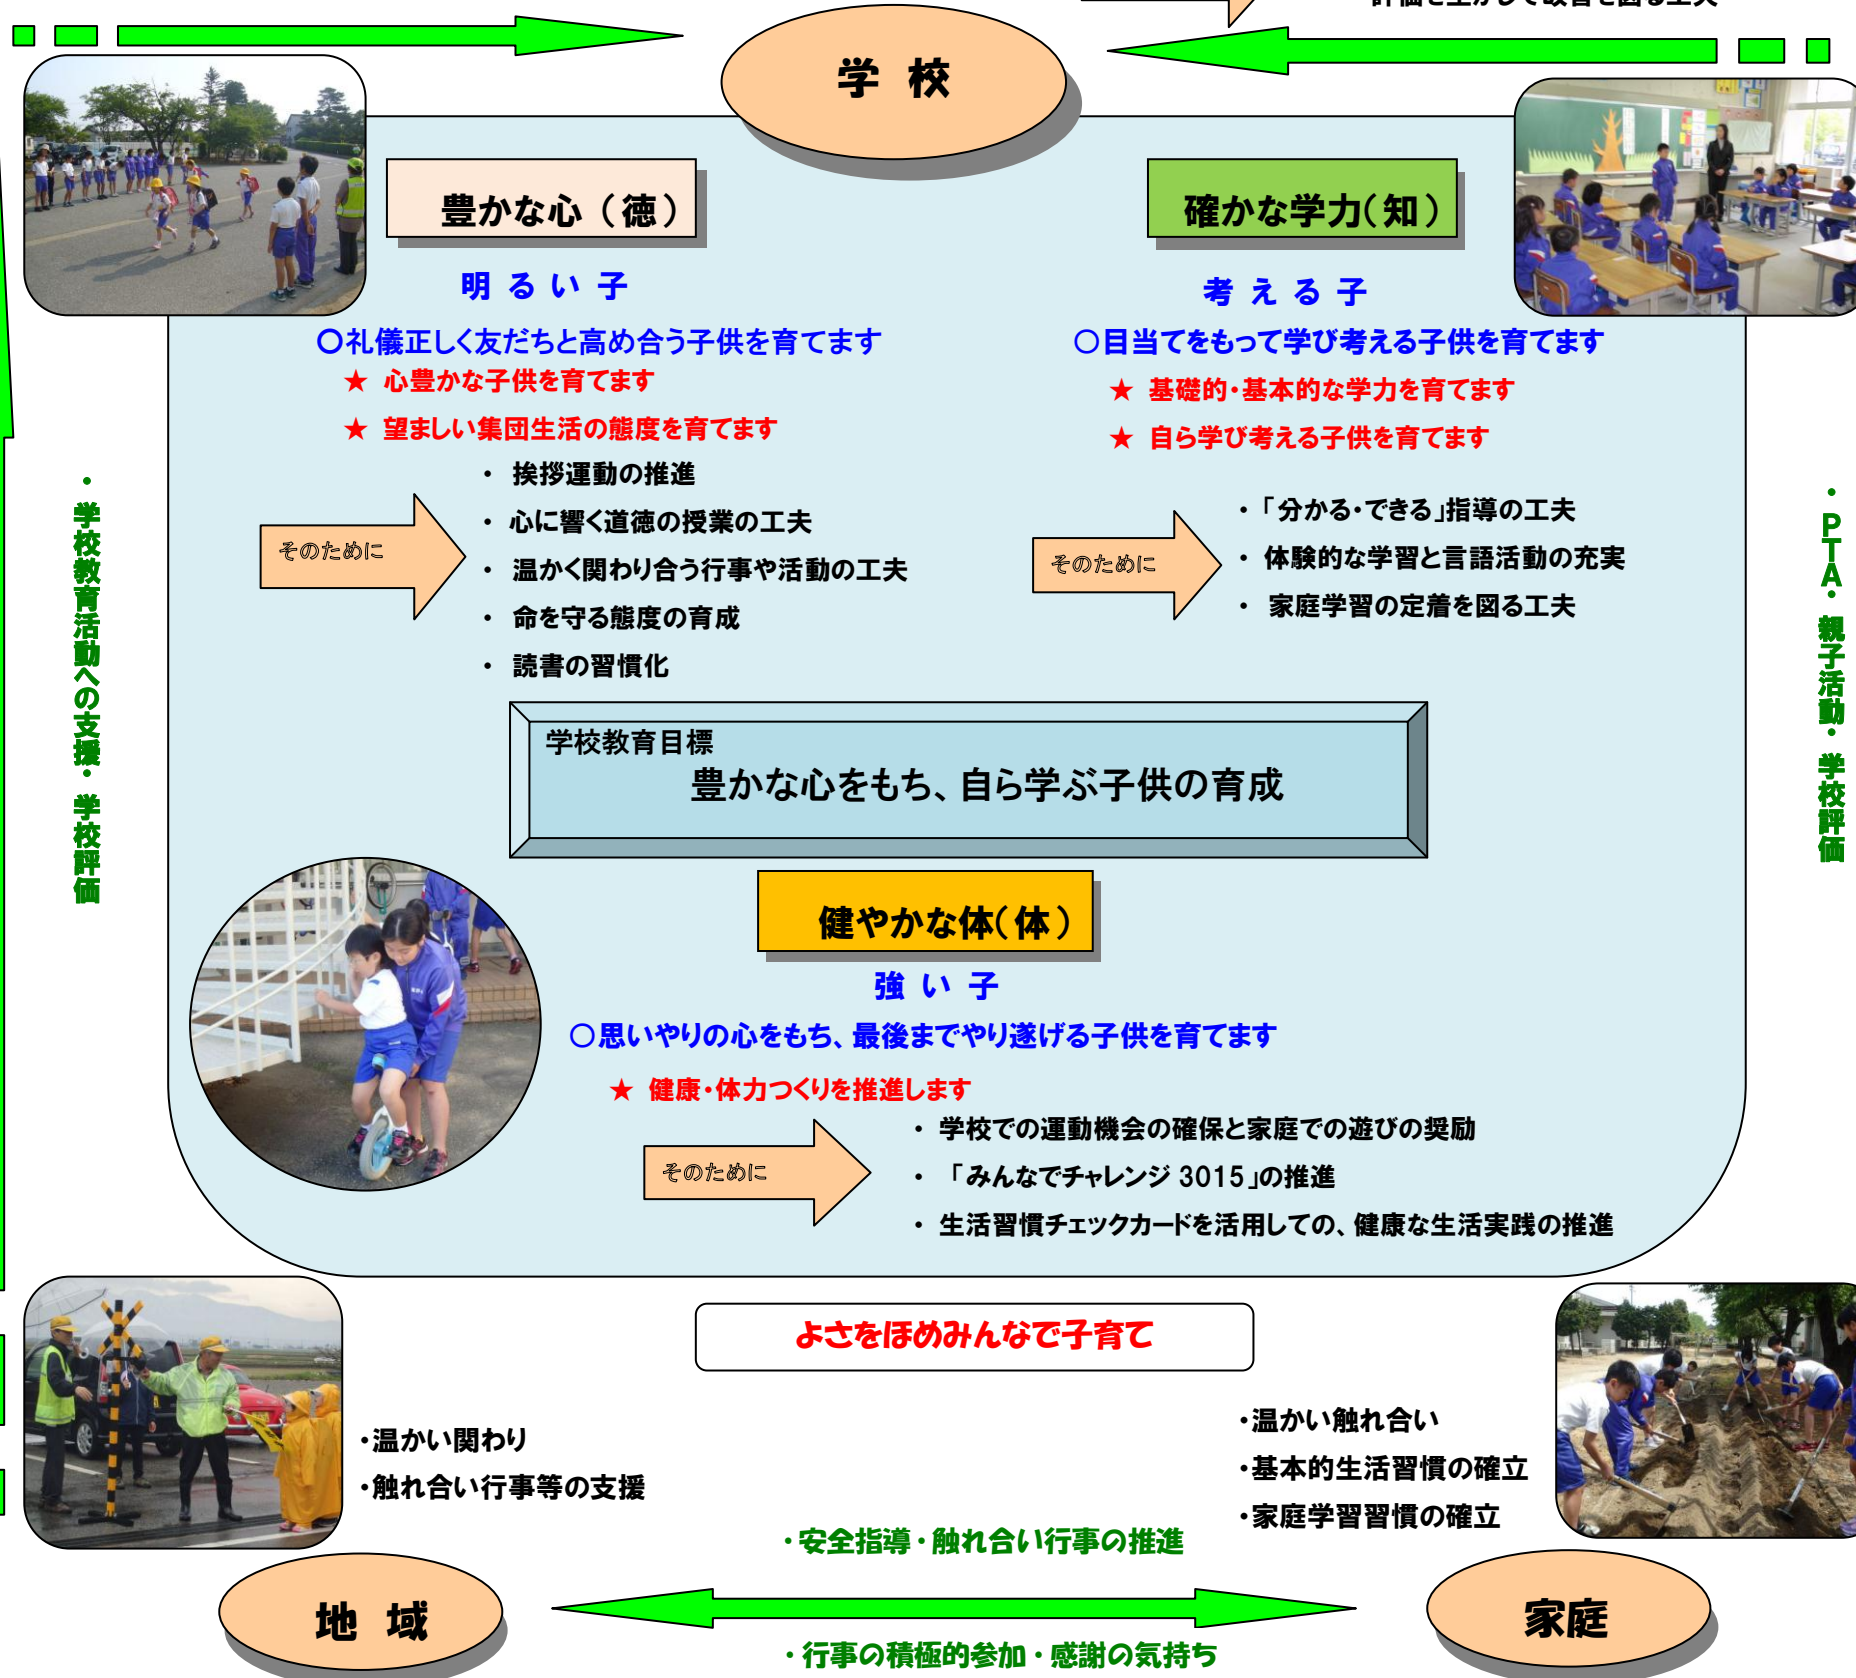 評価を生かして改善を図る工夫
学 校
豊かな心（徳）
明 る い 子
○礼儀正しく友だちと高め合う子供を育てます
★ 心豊かな子供を育てます
★ 望ましい集団生活の態度を育てます
そのために
・ 挨拶運動の推進
・ 心に響く道徳の授業の工夫
・ 温かく関わり合う行事や活動の工夫
・ 命を守る態度の育成
・ 読書の習慣化
確かな学力（知）
考 え る 子
○目当てをもって学び考える子供を育てます
★ 基礎的・基本的な学力を育てます
★ 自ら学び考える子供を育てます
そのために
・「分かる・できる」指導の工夫
・ 体験的な学習と言語活動の充実
・ 家庭学習の定着を図る工夫
・学校教育活動への支援・学校評価
・PTA・親子活動・学校評価
学校教育目標
豊かな心をもち、自ら学ぶ子供の育成
健やかな体（体）
強 い 子
○思いやりの心をもち、最後までやり遂げる子供を育てます
★ 健康・体力つくりを推進します
そのために
・ 学校での運動機会の確保と家庭での遊びの奨励
・ 「みんなでチャレンジ 3015」の推進
・ 生活習慣チェックカードを活用しての、健康な生活実践の推進
よさをほめみんなで子育て
・温かい関わり
・触れ合い行事等の支援
・温かい触れ合い
・基本的生活習慣の確立
・家庭学習習慣の確立
・安全指導・触れ合い行事の推進
地 域
家庭
・行事の積極的参加・感謝の気持ち